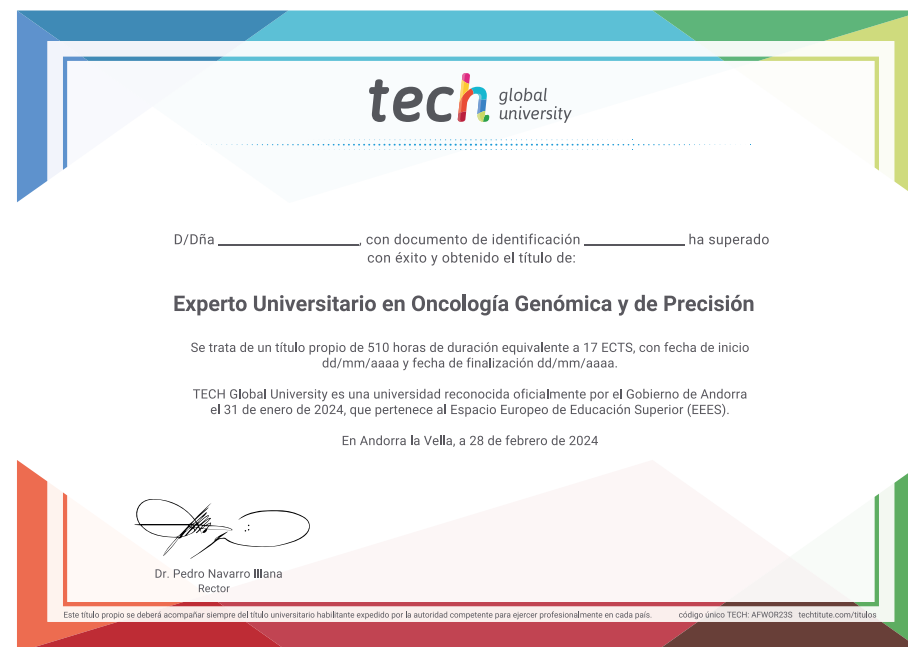 tech global university
D/Dña ____________, con documento de identificación ____________ ha superado
con éxito y obtenido el título de:
Experto Universitario en Oncología Genómica y de Precisión
Se trata de un título propio de 510 horas de duración equivalente a 17 ECTS, con fecha de inicio
dd/mm/aaaa y fecha de finalización dd/mm/aaaa.
TECH Global University es una universidad reconocida oficialmente por el Gobierno de Andorra
el 31 de enero de 2024, que pertenece al Espacio Europeo de Educación Superior (EEES).
En Andorra la Vella, a 28 de febrero de 2024
Dr. Pedro Navarro Illana
Rector
Este título propio se deberá acompañar siempre del título universitario habilitante expedido por la autoridad competente para ejercer profesionalmente en cada país. código único TECH: AFWOR23S techtitute.com/titulos